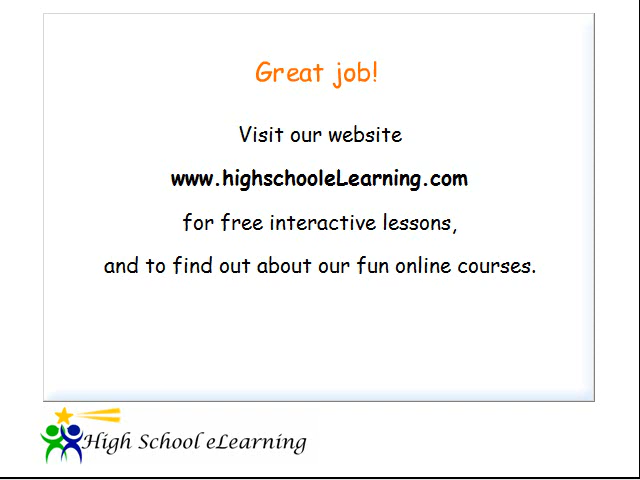 Great job!
Visit our website
www.highschooleLearning.com
for free interactive lessons,
and to find out about our fun online courses.
High School eLearning